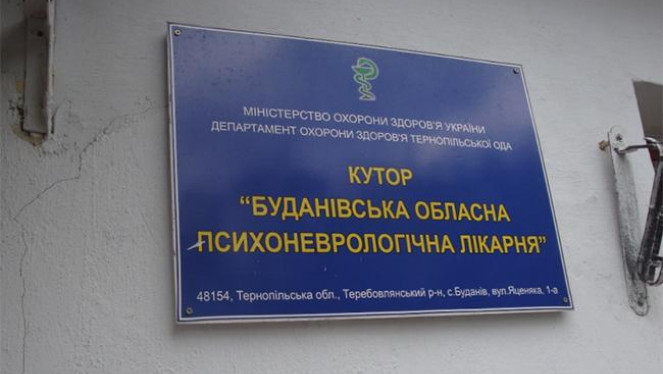 МІНІСТЕРСТВО ОХОРОНИ ЗДОРОВ'Я УКРАЇНИ
ДЕПАРТАМЕНТ ОХОРОНИ ЗДОРОВ'Я ТЕРНОПІЛЬСЬКОЇ ОДА
КУТОР
“БУДАНІВСЬКА ОБЛАСНА
ПСИХОНЕВРОЛОГІЧНА ЛІКАРНЯ”
48154, Тернопільська обл., Теребовлянський р-н, с.Буданів, вул.Яценяка, 1-а